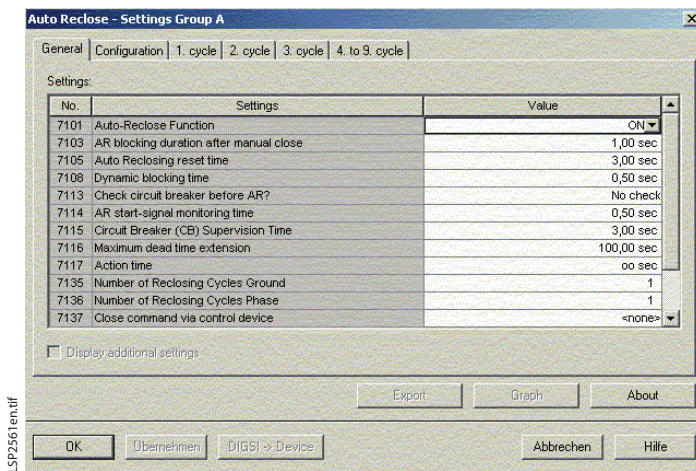 Auto Reclose - Settings Group A
General Configuration 1. cycle 2. cycle 3. cycle 4. to 9. cycle
Settings:
No. Settings Value
7101 Auto-Reclose Function ON
7103 AR blocking duration after manual close 1,00 sec
7105 Auto Reclosing reset time 3,00 sec
7108 Dynamic blocking time 0,50 sec
7113 Check circuit breaker before AR? No check
7114 AR start-signal monitoring time 0,50 sec
7115 Circuit Breaker (CB) Supervision Time 3,00 sec
7116 Maximum dead time extension 100,00 sec
7117 Action time oo sec
7135 Number of Reclosing Cycles Ground 1
7136 Number of Reclosing Cycles Phase 1
7137 Close command via control device <none>
Display additional settings
Export Graph About
OK Übernehmen DIGSI -> Device Abbrechen Hilfe
LSP2561en.tif